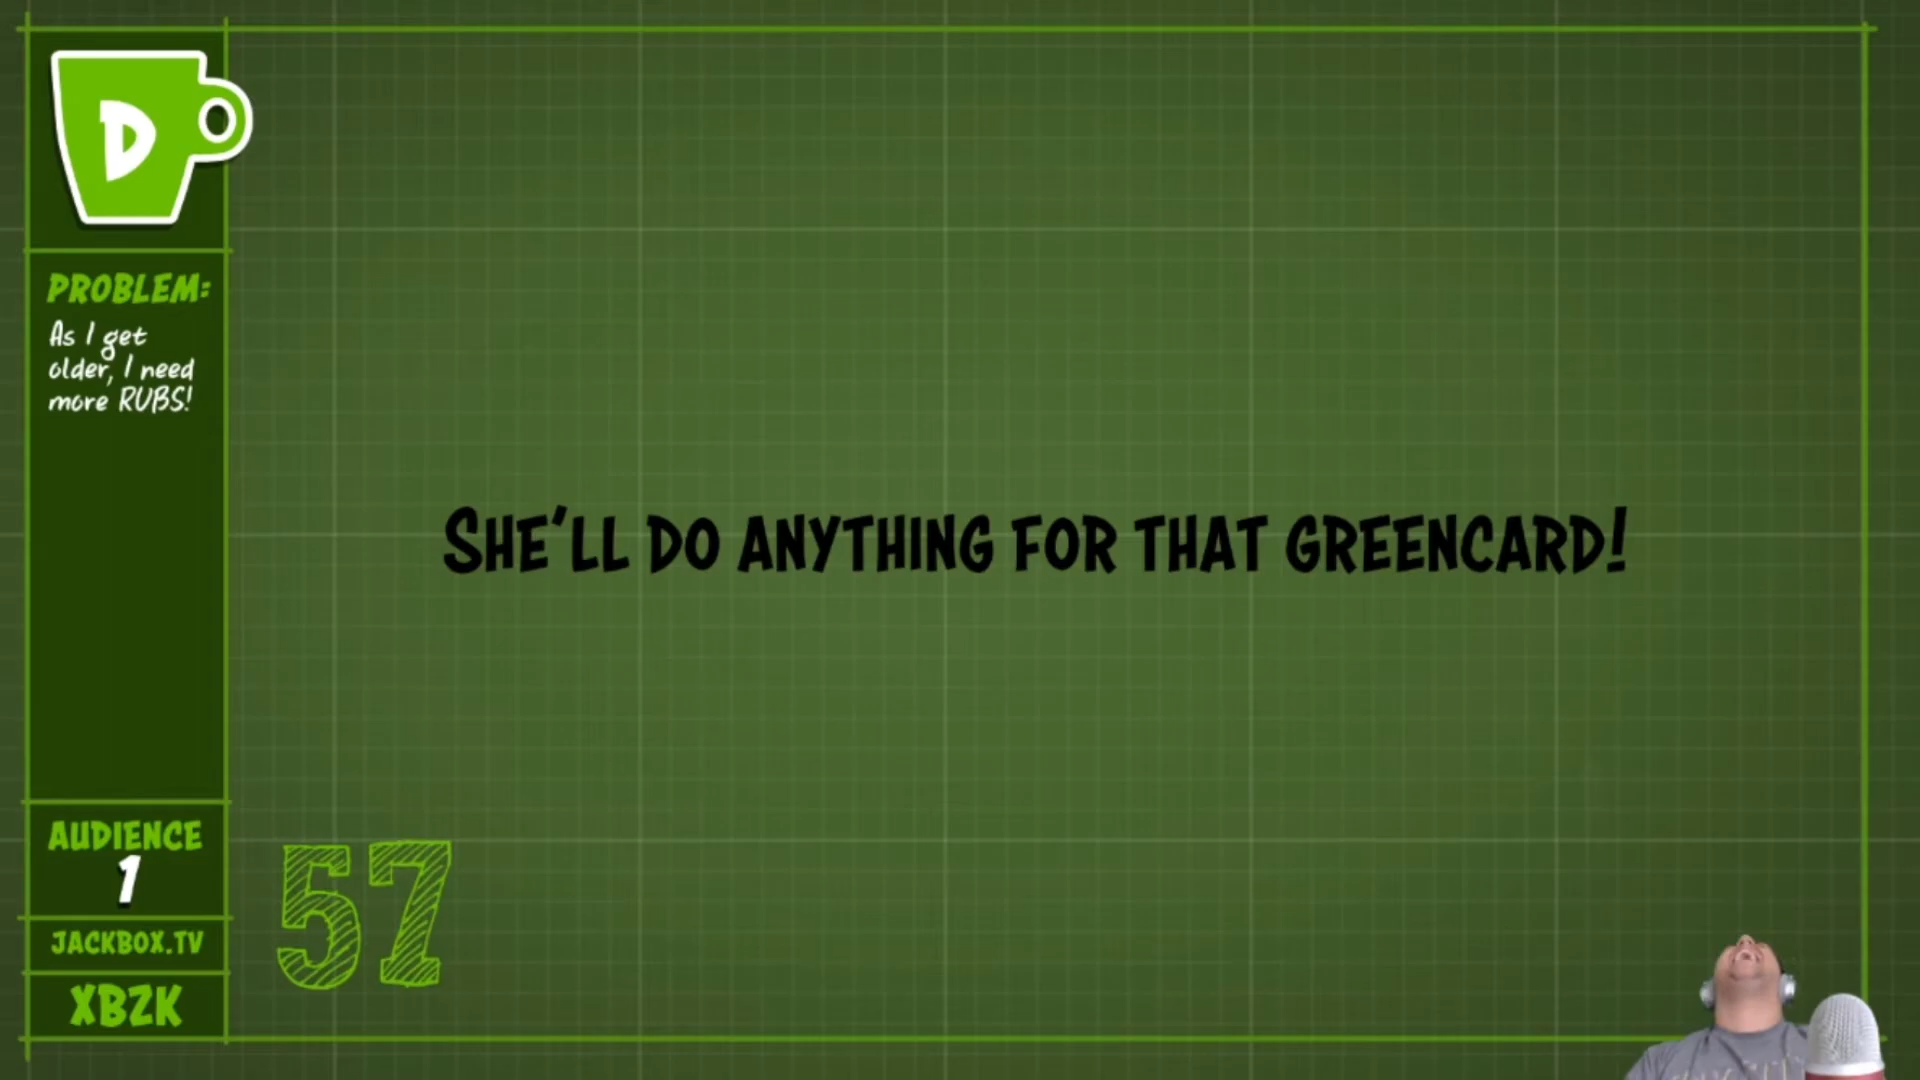 D
PROBLEM:
As I get
older, I need
more RUBS!
SHE'LL DO ANYTHING FOR THAT GREENCARD!
AUDIENCE
1
JACKBOX.TV
XBZK
57